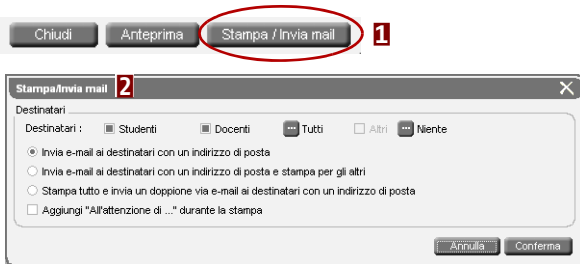 Chiudi Anteprima Stampa / Invia mail 1
Stampa/Invia mail 2
Destinatari
Destinatari : Studenti Docenti Tutti Altri Niente
Invia e-mail ai destinatari con un indirizzo di posta
Invia e-mail ai destinatari con un indirizzo di posta e stampa per gli altri
Stampa tutto e invia un doppione via e-mail ai destinatari con un indirizzo di posta
Aggiungi "All'attenzione di ..." durante la stampa
Annulla Conferma